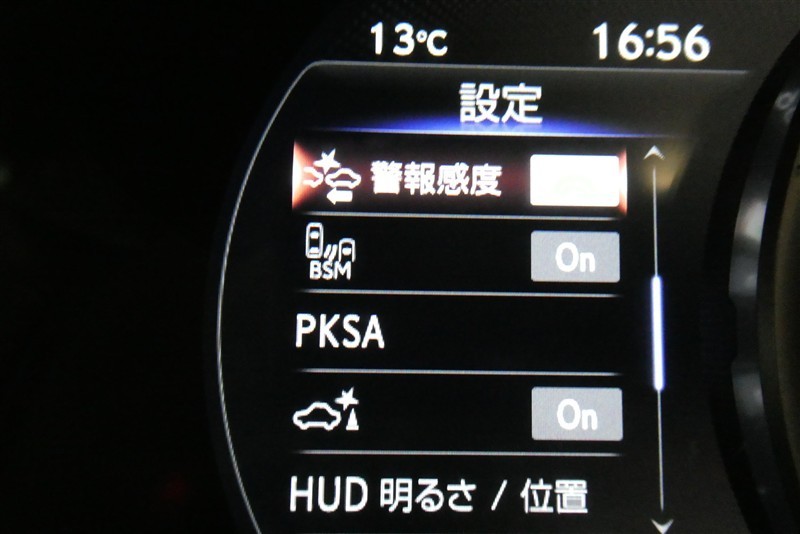 13℃ 16:56
設定
警報感度
BSM On
PKSA
On
HUD 明るさ / 位置